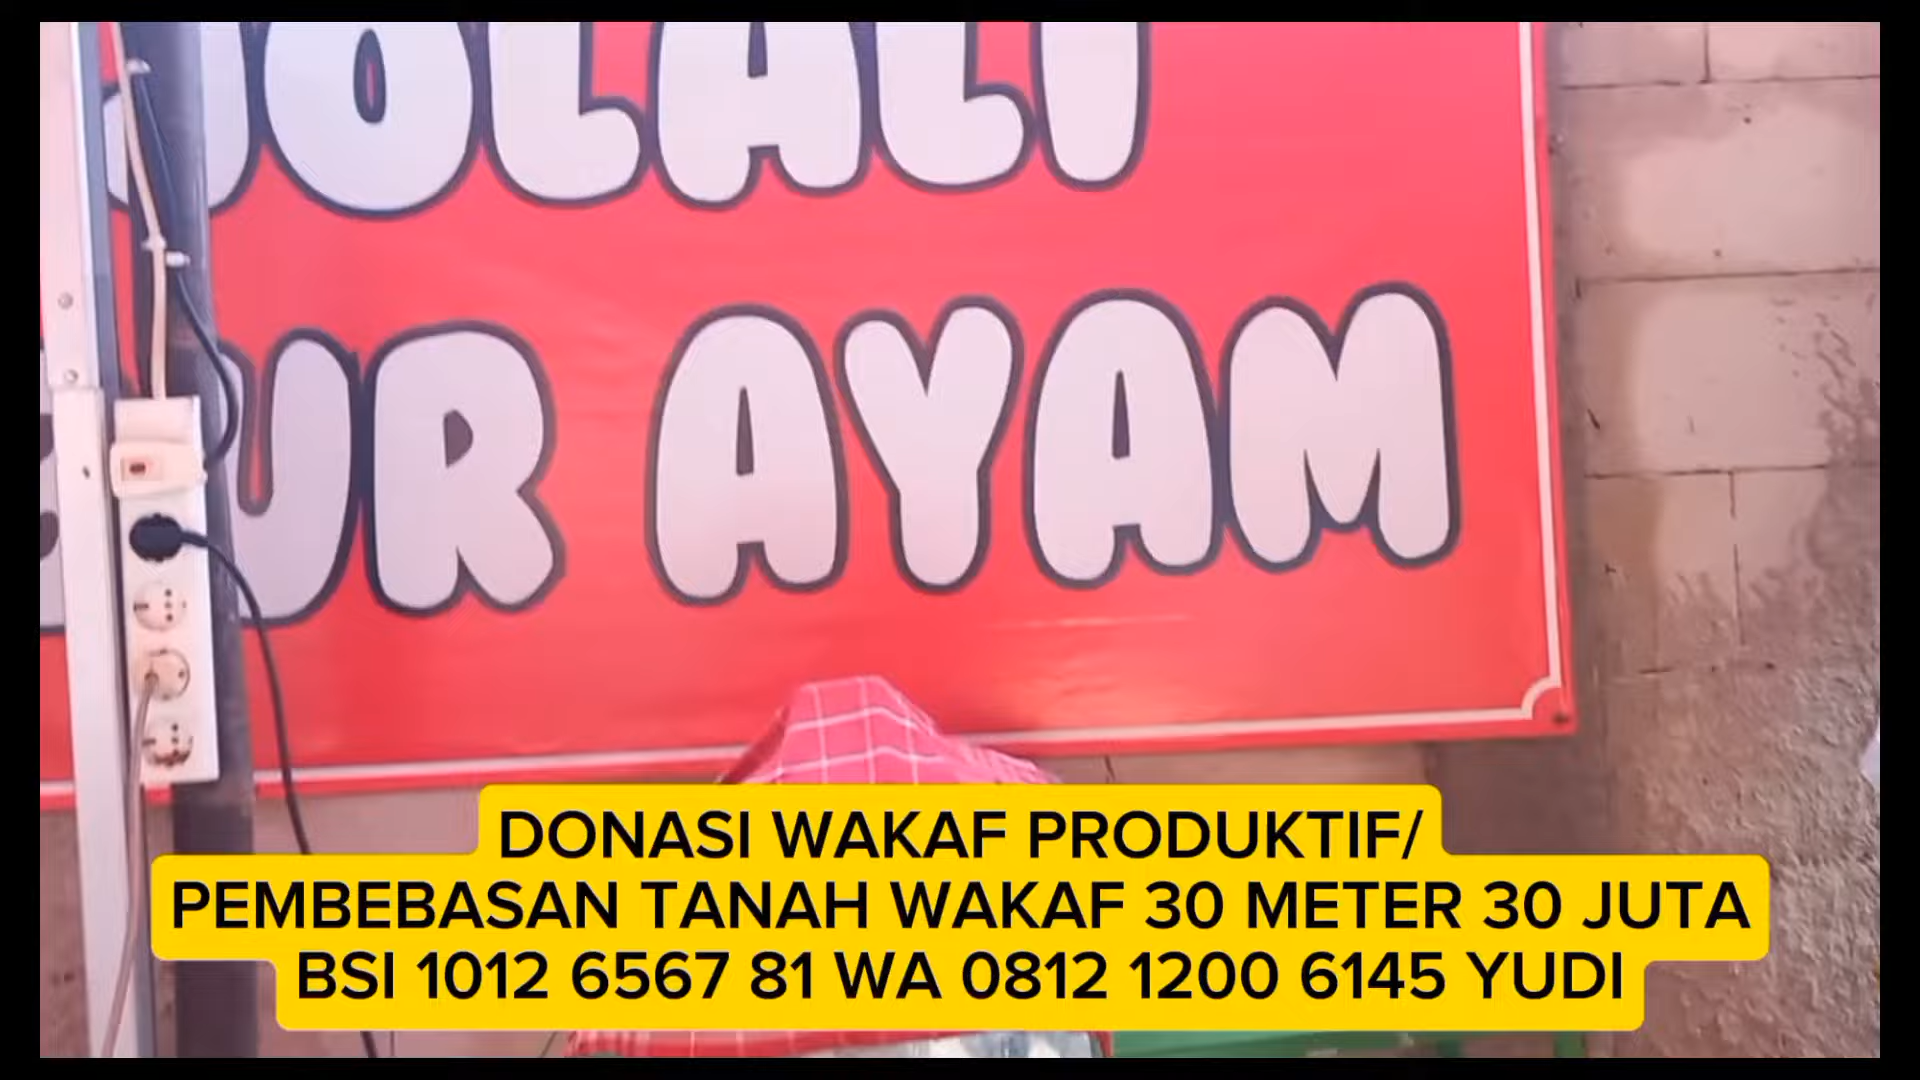 AYAM
DONASI WAKAF PRODUKTIF/
PEMBEBASAN TANAH WAKAF 30 METER 30 JUTA
BSI 1012 6567 81 WA 0812 1200 6145 YUDI